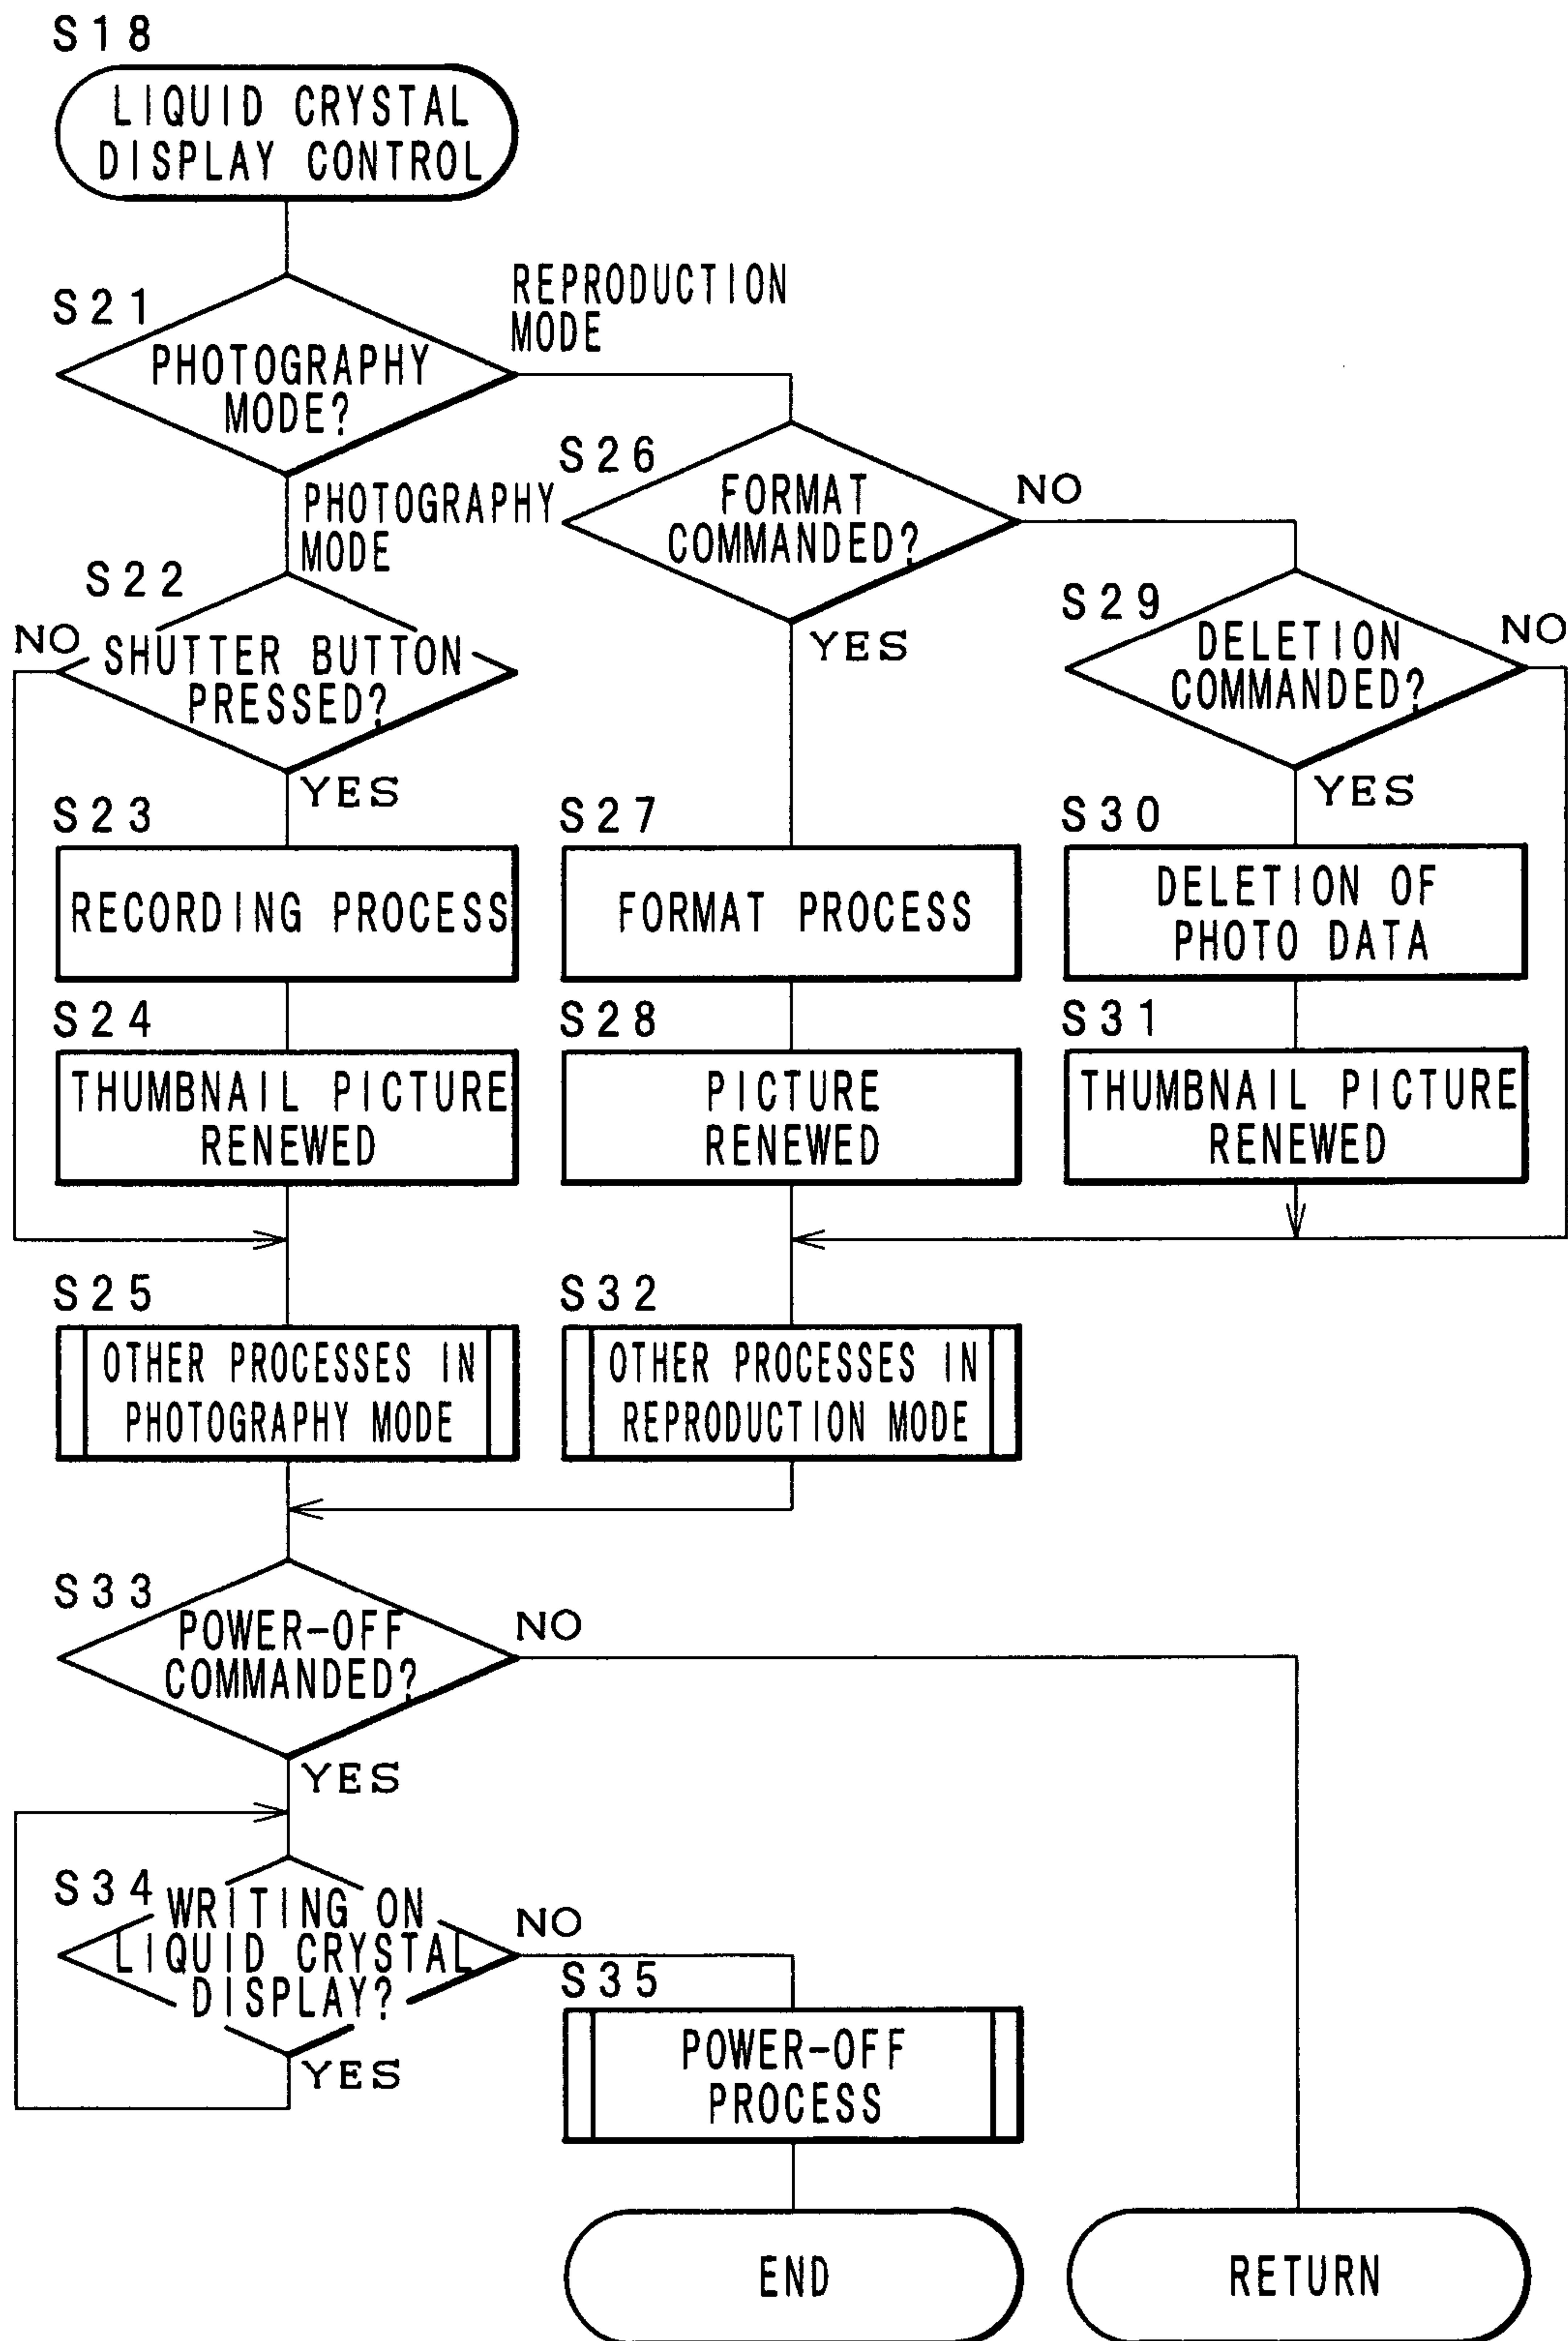 S18
LIQUID CRYSTAL
DISPLAY CONTROL
S21
PHOTOGRAPHY
MODE?
REPRODUCTION
MODE
PHOTOGRAPHY
MODE
S22
NO
SHUTTER BUTTON
PRESSED?
YES
S23
RECORDING PROCESS
S24
THUMBNAIL PICTURE
RENEWED
S25
OTHER PROCESSES IN
PHOTOGRAPHY MODE
S26
FORMAT
COMMANDED?
NO
YES
S27
FORMAT PROCESS
S28
PICTURE
RENEWED
S29
DELETION
COMMANDED?
NO
YES
S30
DELETION OF
PHOTO DATA
S31
THUMBNAIL PICTURE
RENEWED
S32
OTHER PROCESSES IN
REPRODUCTION MODE
S33
POWER-OFF
COMMANDED?
NO
YES
S34
WRITING ON
LIQUID CRYSTAL
DISPLAY?
NO
YES
S35
POWER-OFF
PROCESS
END
RETURN